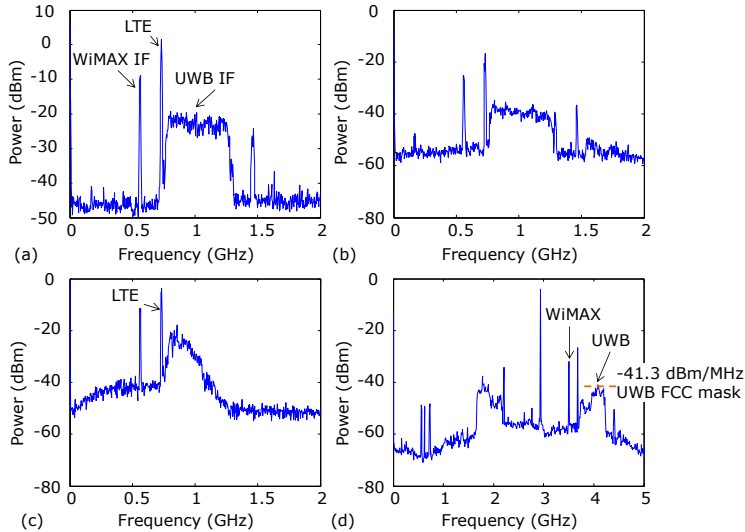 10
0
-10
-20
-30
-40
-50
Power (dBm)
LTE
WiMAX IF
UWB IF
0
0.5
1
1.5
2
(a)
Frequency (GHz)
0
-20
-40
-60
-80
Power (dBm)
0
0.5
1
1.5
2
(b)
Frequency (GHz)
0
-20
-40
-60
-80
Power (dBm)
LTE
0
0.5
1
1.5
2
(c)
Frequency (GHz)
0
-20
-40
-60
-80
Power (dBm)
WiMAX
UWB
-41.3 dBm/MHz
UWB FCC mask
0
1
2
3
4
5
(d)
Frequency (GHz)